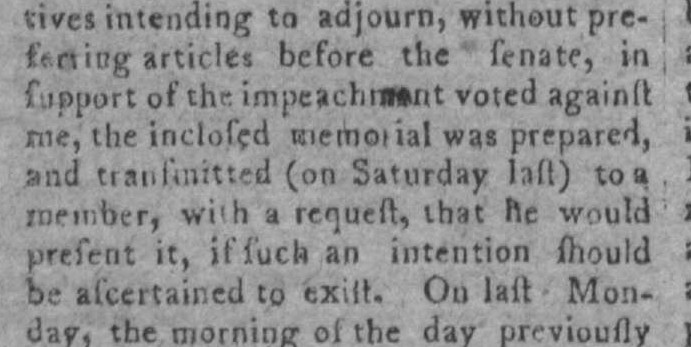 tives intending to adjourn, without pre-
ferring articles before the ſenate, in
ſupport of the impeachment voted againſt
me, the incloſed memorial was prepared,
and tranſmitted (on Saturday laſt) to a
member, with a requeſt, that he would
preſent it, if ſuch an intention ſhould
be aſcertained to exiſt. On laſt Mon-
day, the morning of the day previouſly